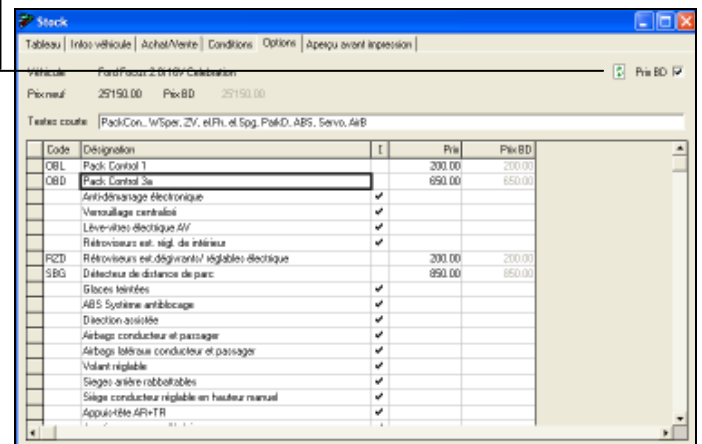 Stock
Tableau Infos véhicule Achat/Vente Conditions Options Aperçu avant impression
Véhicule Ford Focus 2.0i 16V Celebration Prix BD
Prix neuf 25'150.00 Prix BD 25'150.00
Textes courts PackCon., WSper, ZV, el.Fh, el.Spg, ParkD, ABS, Servo, AirB
Code Désignation I Prix Prix BD
OBL Pack Control 1 200.00 200.00
OBD Pack Control 3a 650.00 650.00
Anti-démarrage électronique ✔
Verrouillage centralisé ✔
Lève-vitres électrique AV ✔
Rétroviseurs ext. régl. de intérieur ✔
RZD Rétroviseurs ext.dégivrants/ réglables électrique 200.00 200.00
SBG Détecteur de distance de parc 850.00 850.00
Glaces teintées ✔
ABS Système antiblocage ✔
Direction assistée ✔
Airbags conducteur et passager ✔
Airbags latéraux conducteur et passager ✔
Volant réglable ✔
Sieges arrière rabbattables ✔
Siège conducteur réglable en hauteur manuel ✔
Appuis-tête AR+TR ✔